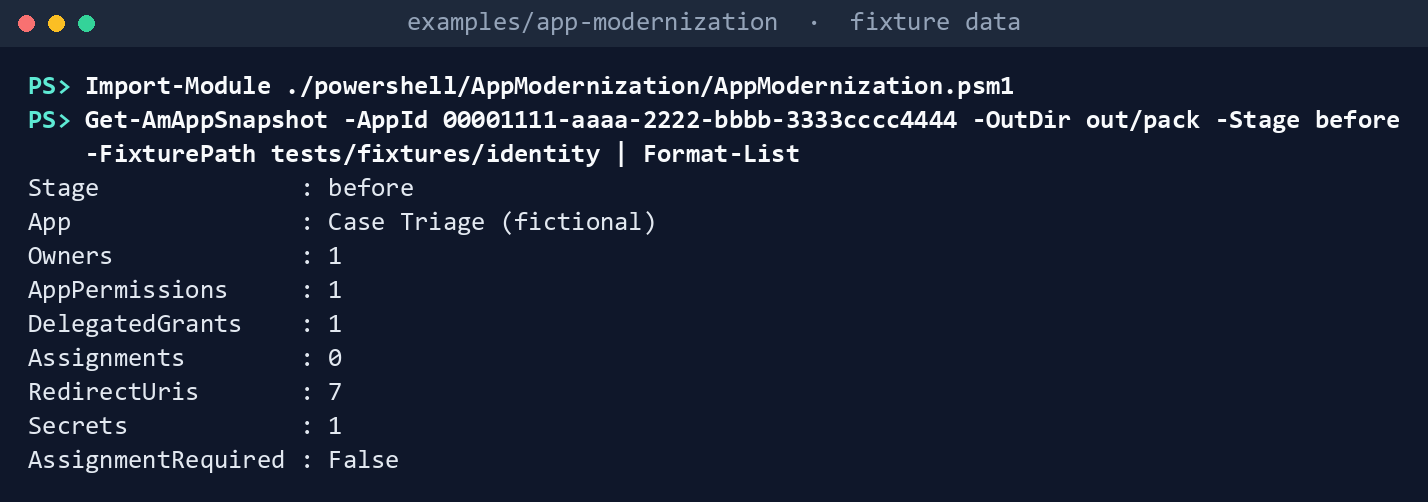 examples/app-modernization · fixture data
PS> Import-Module ./powershell/AppModernization/AppModernization.psm1
PS> Get-AmAppSnapshot -AppId 00001111-aaaa-2222-bbbb-3333cccc4444 -OutDir out/pack -Stage before
-FixturePath tests/fixtures/identity | Format-List
Stage : before
App : Case Triage (fictional)
Owners : 1
AppPermissions : 1
DelegatedGrants : 1
Assignments : 0
RedirectUris : 7
Secrets : 1
AssignmentRequired : False